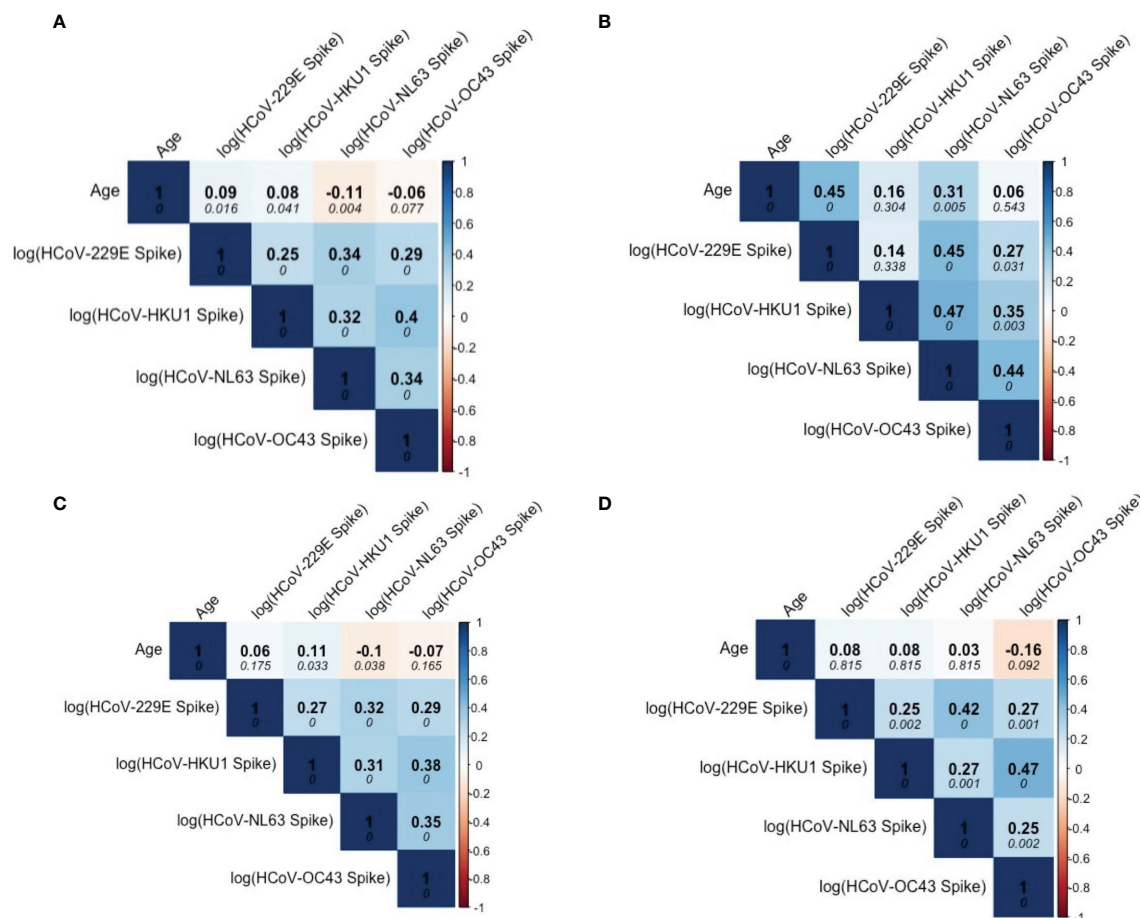 A
log(HCoV-229E Spike)
log(HCoV-HKU1 Spike)
log(HCoV-NL63 Spike)
log(HCoV-OC43 Spike)
Age
Age
1 0.09 0.08 -0.11 -0.06
0 0.016 0.041 0.004 0.077
log(HCoV-229E Spike)
1 0.25 0.34 0.29
0 0 0 0
log(HCoV-HKU1 Spike)
1 0.32 0.4
0 0 0
log(HCoV-NL63 Spike)
1 0.34
0 0
log(HCoV-OC43 Spike)
1
0
1
0.8
0.6
0.4
0.2
0
-0.2
-0.4
-0.6
-0.8
-1
B
log(HCoV-229E Spike)
log(HCoV-HKU1 Spike)
log(HCoV-NL63 Spike)
log(HCoV-OC43 Spike)
Age
Age
1 0.45 0.16 0.31 0.06
0 0 0.304 0.005 0.543
log(HCoV-229E Spike)
1 0.14 0.45 0.27
0 0.338 0 0.031
log(HCoV-HKU1 Spike)
1 0.47 0.35
0 0 0.003
log(HCoV-NL63 Spike)
1 0.44
0 0
log(HCoV-OC43 Spike)
1
0
1
0.8
0.6
0.4
0.2
0
-0.2
-0.4
-0.6
-0.8
-1
C
log(HCoV-229E Spike)
log(HCoV-HKU1 Spike)
log(HCoV-NL63 Spike)
log(HCoV-OC43 Spike)
Age
Age
1 0.06 0.11 -0.1 -0.07
0 0.175 0.033 0.038 0.165
log(HCoV-229E Spike)
1 0.27 0.32 0.29
0 0 0 0
log(HCoV-HKU1 Spike)
1 0.31 0.38
0 0 0
log(HCoV-NL63 Spike)
1 0.35
0 0
log(HCoV-OC43 Spike)
1
0
1
0.8
0.6
0.4
0.2
0
-0.2
-0.4
-0.6
-0.8
-1
D
log(HCoV-229E Spike)
log(HCoV-HKU1 Spike)
log(HCoV-NL63 Spike)
log(HCoV-OC43 Spike)
Age
Age
1 0.08 0.08 0.03 -0.16
0 0.815 0.815 0.815 0.092
log(HCoV-229E Spike)
1 0.25 0.42 0.27
0 0.002 0 0.001
log(HCoV-HKU1 Spike)
1 0.27 0.47
0 0.001 0
log(HCoV-NL63 Spike)
1 0.25
0 0.002
log(HCoV-OC43 Spike)
1
0
1
0.8
0.6
0.4
0.2
0
-0.2
-0.4
-0.6
-0.8
-1